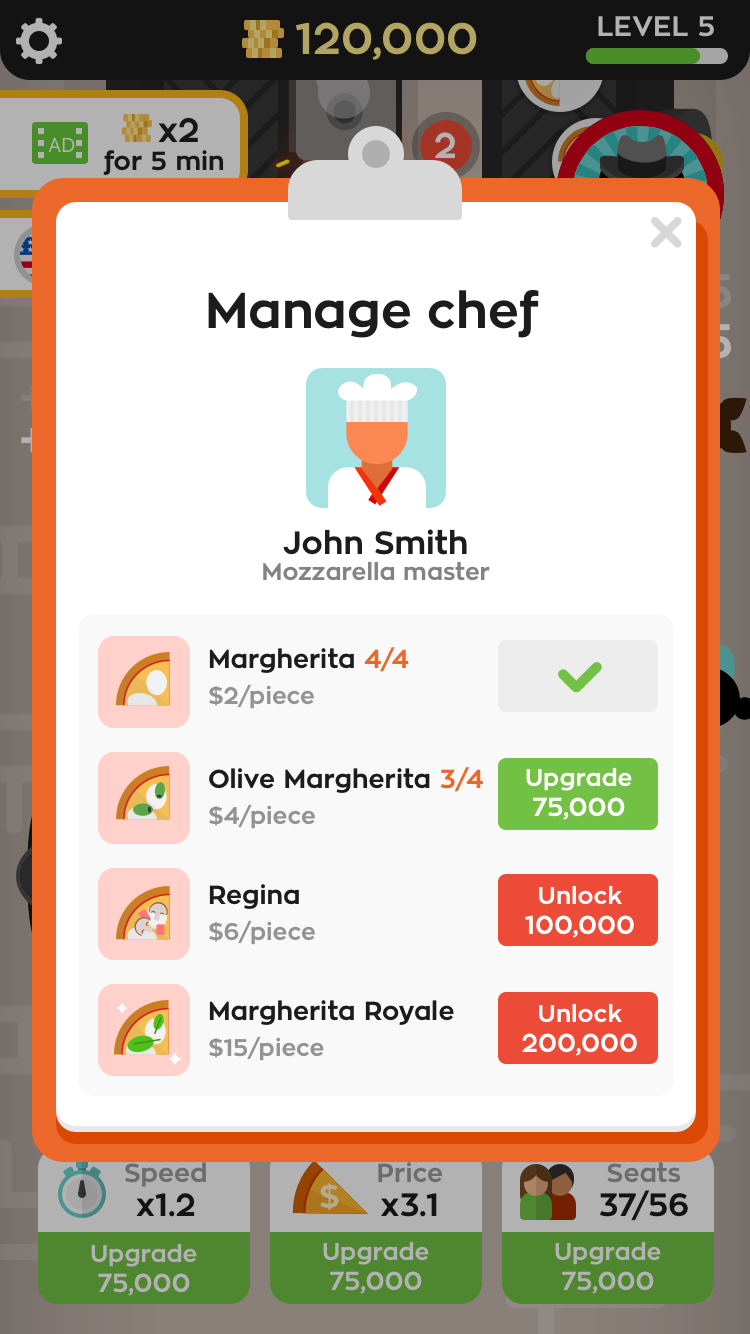 120,000
LEVEL 5
AD
x2
for 5 min
2
Manage chef
John Smith
Mozzarella master
Margherita 4/4
$2/piece
Olive Margherita 3/4
$4/piece
Upgrade
75,000
Regina
$6/piece
Unlock
100,000
Margherita Royale
$15/piece
Unlock
200,000
Speed
x1.2
Upgrade
75,000
$
Price
x3.1
Upgrade
75,000
Seats
37/56
Upgrade
75,000